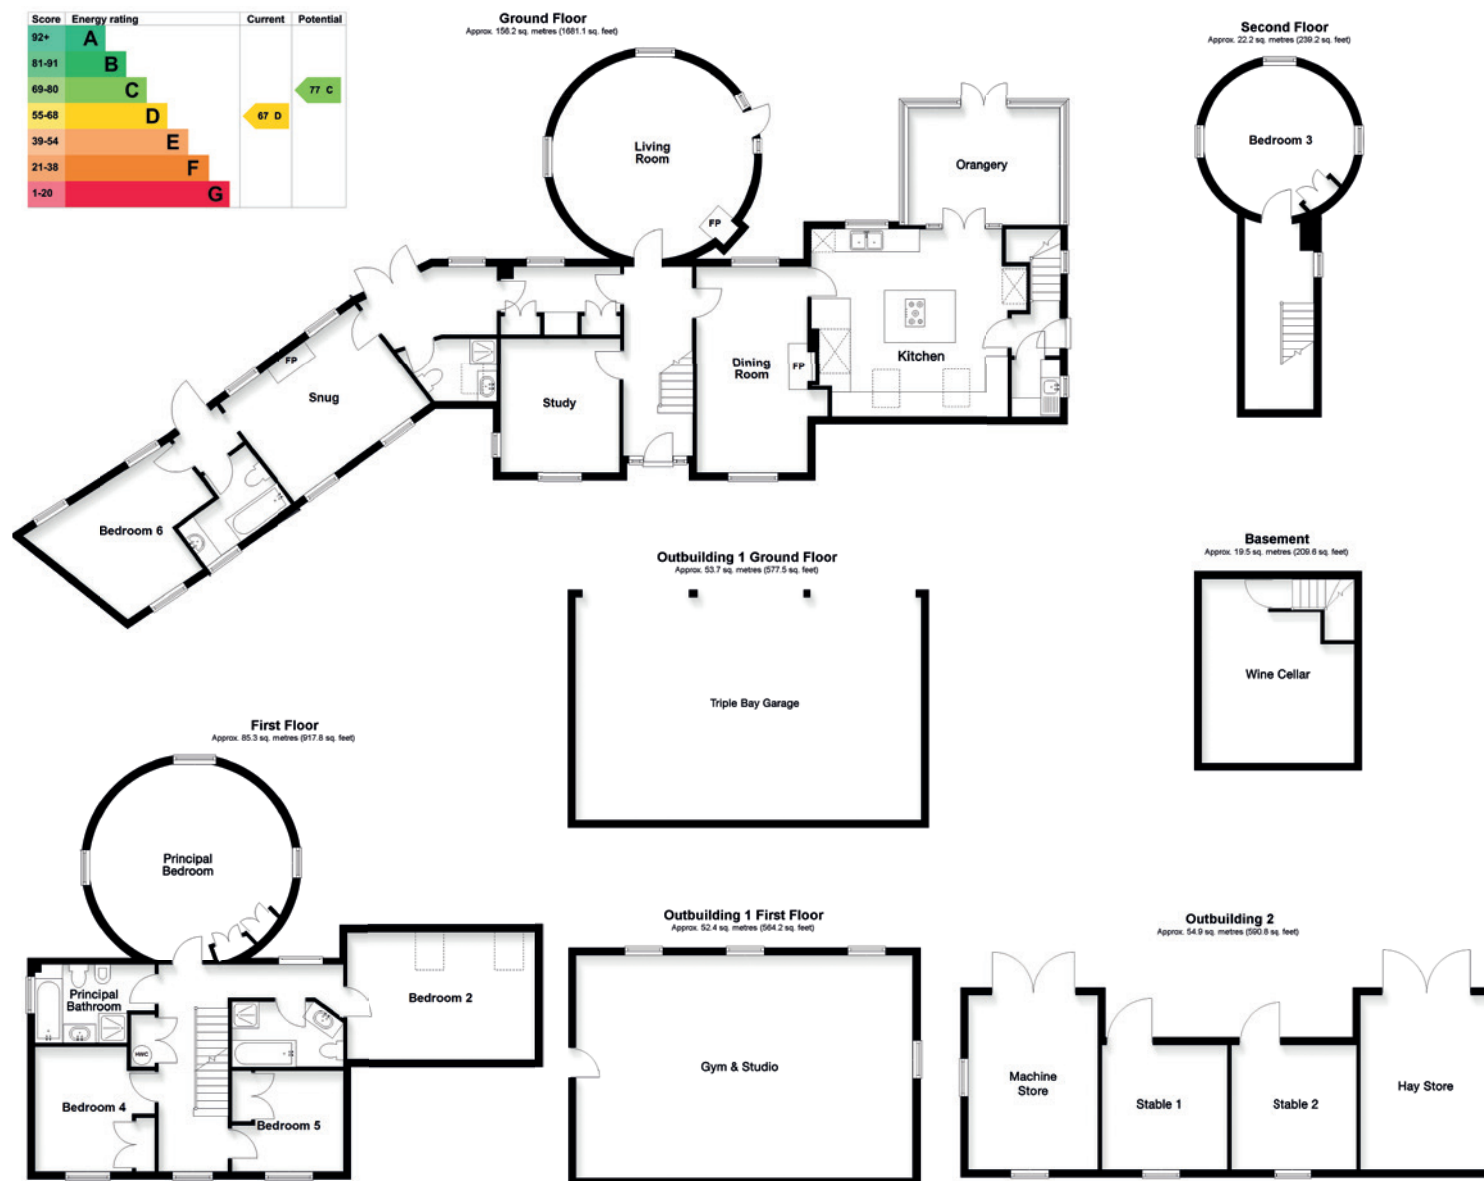 Score Energy rating Current Potential
92+ A
81-91 B
69-80 C 77 C
55-68 D 67 D
39-54 E
21-38 F
1-20 G
Ground Floor
Approx. 156.2 sq. metres (1681.1 sq. feet)
Living
Room
FP
Orangery
Kitchen
Dining
Room
FP
Study
Snug
FP
Bedroom 6
Second Floor
Approx. 22.2 sq. metres (239.2 sq. feet)
Bedroom 3
Outbuilding 1 Ground Floor
Approx. 53.7 sq. metres (577.5 sq. feet)
Triple Bay Garage
Basement
Approx. 19.5 sq. metres (209.6 sq. feet)
Wine Cellar
First Floor
Approx. 85.3 sq. metres (917.8 sq. feet)
Principal
Bedroom
Principal
Bathroom
HWC
Bedroom 2
Bedroom 4
Bedroom 5
Outbuilding 1 First Floor
Approx. 52.4 sq. metres (564.2 sq. feet)
Gym & Studio
Outbuilding 2
Approx. 54.9 sq. metres (590.8 sq. feet)
Machine
Store
Stable 1
Stable 2
Hay Store